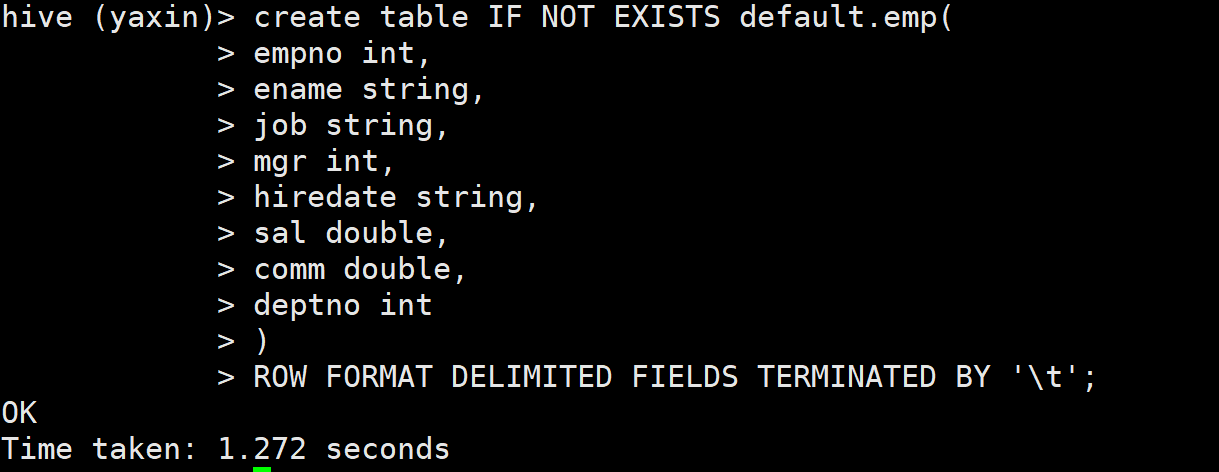 hive (yaxin)> create table IF NOT EXISTS default.emp(
            > empno int,
            > ename string,
            > job string,
            > mgr int,
            > hiredate string,
            > sal double,
            > comm double,
            > deptno int
            > )
            > ROW FORMAT DELIMITED FIELDS TERMINATED BY '\t';
OK
Time taken: 1.272 seconds